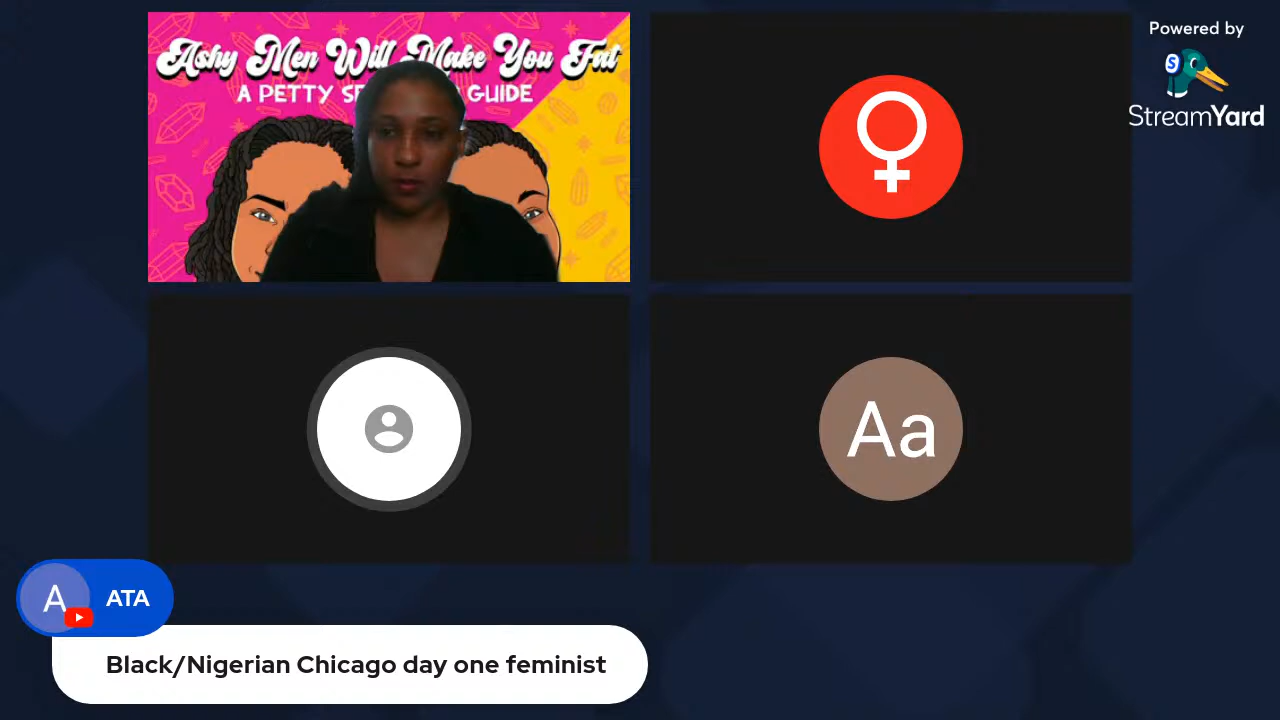 Ashy Men Will Make You Fat
A PETTY SE GUIDE
Powered by
S
StreamYard
Aa
A
ATA
Black/Nigerian Chicago day one feminist